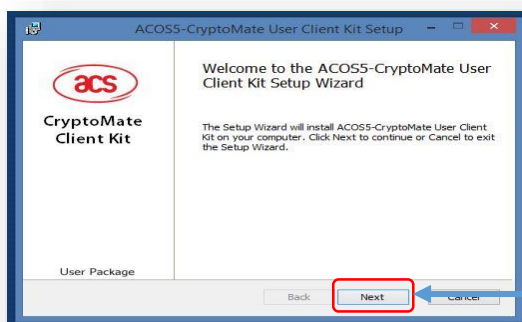 ACOS5-CryptoMate User Client Kit Setup
acs
CryptoMate
Client Kit
User Package
Welcome to the ACOS5-CryptoMate User
Client Kit Setup Wizard
The Setup Wizard will install ACOS5-CryptoMate User Client
Kit on your computer. Click Next to continue or Cancel to exit
the Setup Wizard.
Back Next Cancel